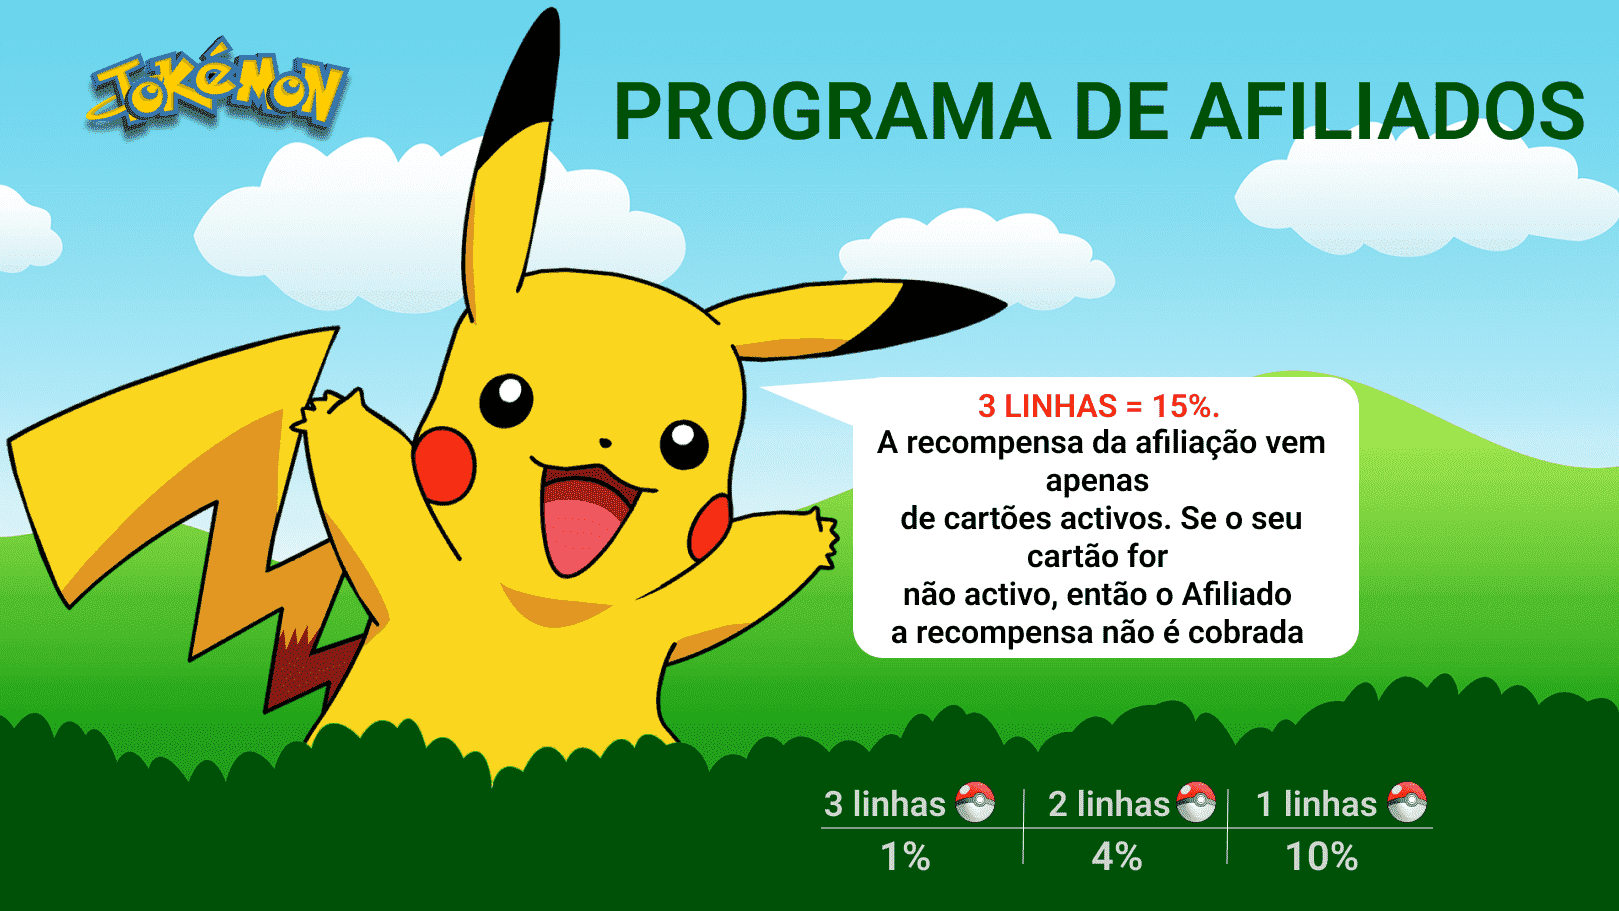 JOKéMON
PROGRAMA DE AFILIADOS
3 LINHAS = 15%.
A recompensa da afiliação vem
apenas
de cartões activos. Se o seu
cartão for
não activo, então o Afiliado
a recompensa não é cobrada
3 linhas 2 linhas 1 linhas
1% 4% 10%